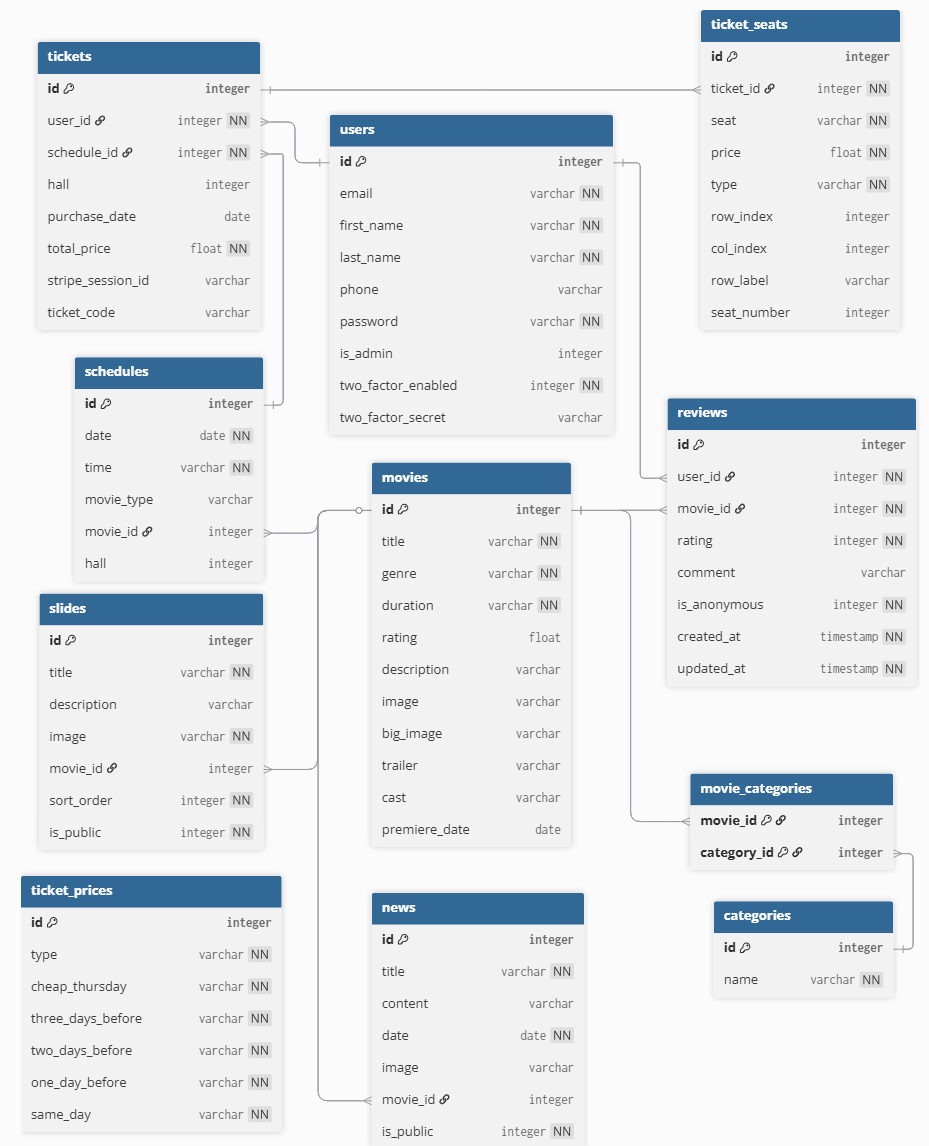 tickets
id integer
user_id integer NN
schedule_id integer NN
hall integer
purchase_date date
total_price float NN
stripe_session_id varchar
ticket_code varchar
users
id integer
email varchar NN
first_name varchar NN
last_name varchar NN
phone varchar
password varchar NN
is_admin integer
two_factor_enabled integer NN
two_factor_secret varchar
ticket_seats
id integer
ticket_id integer NN
seat varchar NN
price float NN
type varchar NN
row_index integer
col_index integer
row_label varchar
seat_number integer
schedules
id integer
date date NN
time varchar NN
movie_type varchar
movie_id integer
hall integer
movies
id integer
title varchar NN
genre varchar NN
duration varchar NN
rating float
description varchar
image varchar
big_image varchar
trailer varchar
cast varchar
premiere_date date
reviews
id integer
user_id integer NN
movie_id integer NN
rating integer NN
comment varchar
is_anonymous integer NN
created_at timestamp NN
updated_at timestamp NN
slides
id integer
title varchar NN
description varchar
image varchar NN
movie_id integer
sort_order integer NN
is_public integer NN
movie_categories
movie_id integer
category_id integer
categories
id integer
name varchar NN
ticket_prices
id integer
type varchar NN
cheap_thursday varchar NN
three_days_before varchar NN
two_days_before varchar NN
one_day_before varchar NN
same_day varchar NN
news
id integer
title varchar NN
content varchar
date date NN
image varchar
movie_id integer
is_public integer NN